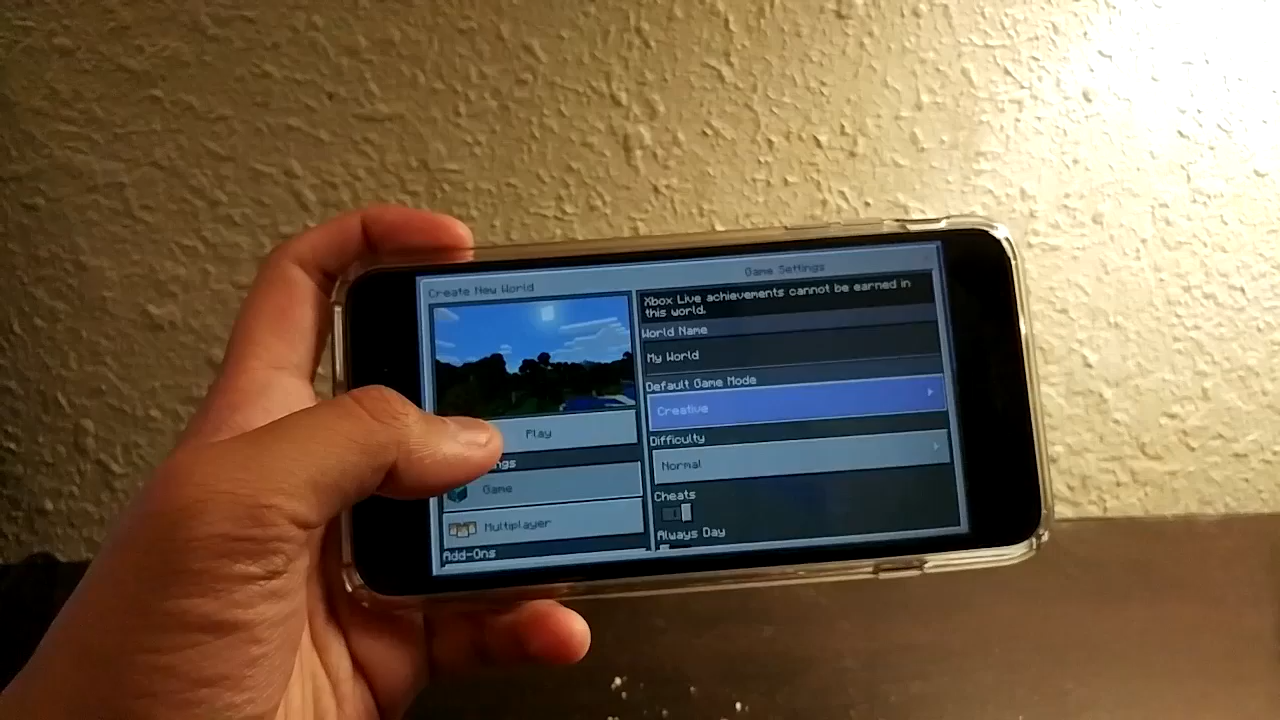 Create New World
Play
ngs
Game
Multiplayer
Add-Ons
Game Settings
Xbox Live achievements cannot be earned in
this world.
World Name
My World
Default Game Mode
Creative
Difficulty
Normal
Cheats
Always Day